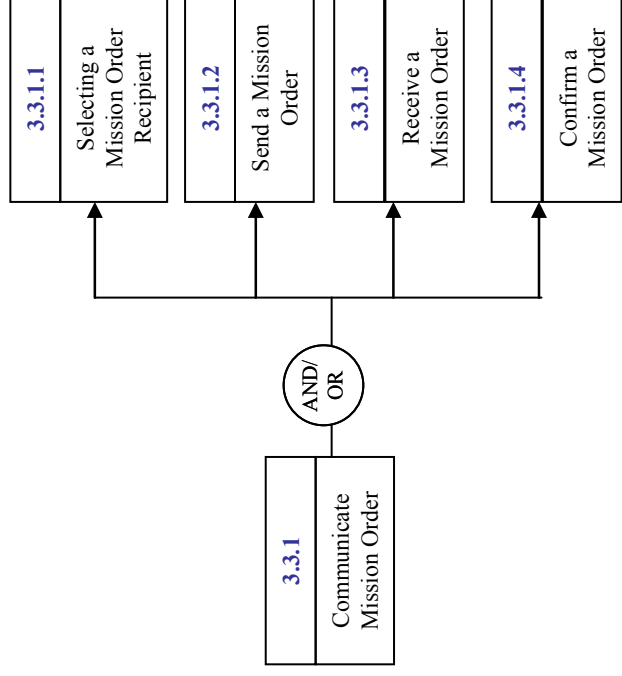 3.3.1
Communicate
Mission Order
AND/
OR
3.3.1.1
Selecting a
Mission Order
Recipient
3.3.1.2
Send a Mission
Order
3.3.1.3
Receive a
Mission Order
3.3.1.4
Confirm a
Mission Order